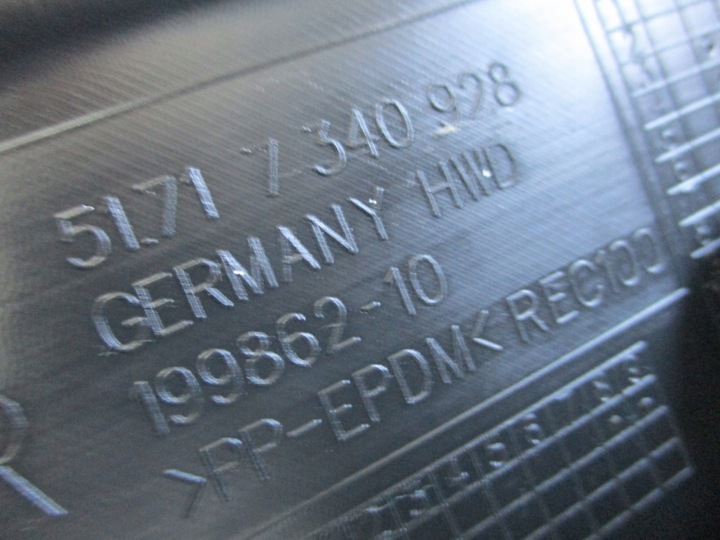 51.71 7 340 928
GERMANY HWD
199862-10
>PP-EPDM< REC100